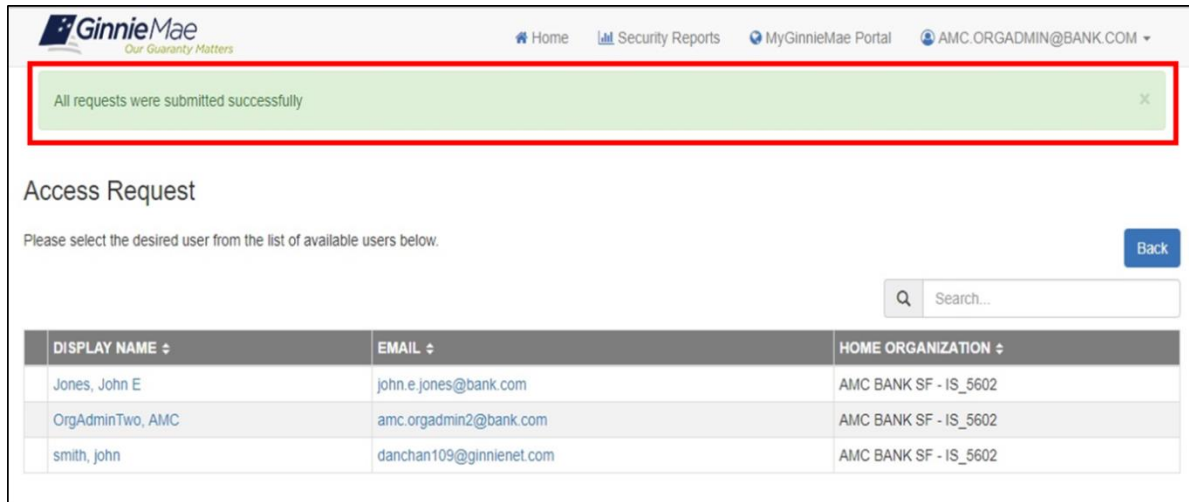 GinnieMae
Our Guaranty Matters
Home Security Reports MyGinnieMae Portal AMC.ORGADMIN@BANK.COM
All requests were submitted successfully ×
Access Request
Please select the desired user from the list of available users below.
Back
Search...
DISPLAY NAME EMAIL HOME ORGANIZATION
Jones, John E john.e.jones@bank.com AMC BANK SF - IS_5602
OrgAdminTwo, AMC amc.orgadmin2@bank.com AMC BANK SF - IS_5602
smith, john danchan109@ginnienet.com AMC BANK SF - IS_5602